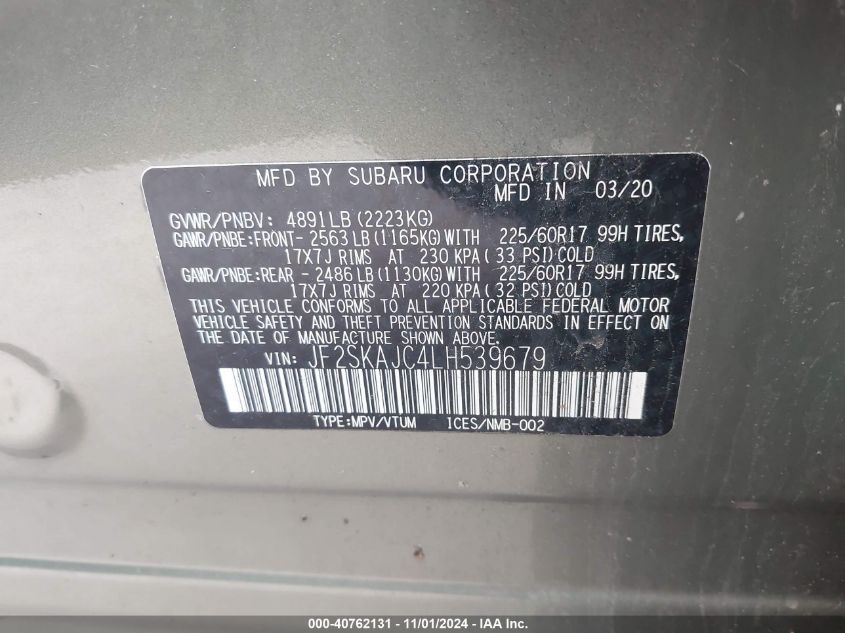 MFD BY SUBARU CORPORATION
MFD IN 03/20
GVWR/PNBV: 4891LB (2223KG)
GAWR/PNBE:FRONT- 2563LB (1165KG)WITH 225/60R17 99H TIRES,
17X7J RIMS AT 230 KPA ( 33 PSI) COLD
GAWR/PNBE:REAR - 2486LB (1130KG)WITH 225/60R17 99H TIRES,
17X7J RIMS AT 220 KPA ( 32 PSI) COLD
THIS VEHICLE CONFORMS TO ALL APPLICABLE FEDERAL MOTOR
VEHICLE SAFETY AND THEFT PREVENTION STANDARDS IN EFFECT ON
THE DATE OF MANUFACTURE SHOWN ABOVE.
VIN: JF2SKAJC4LH539679
TYPE:MPV/VTUM ICES/NMB-002
000-40762131 - 11/01/2024 - IAA, Inc.